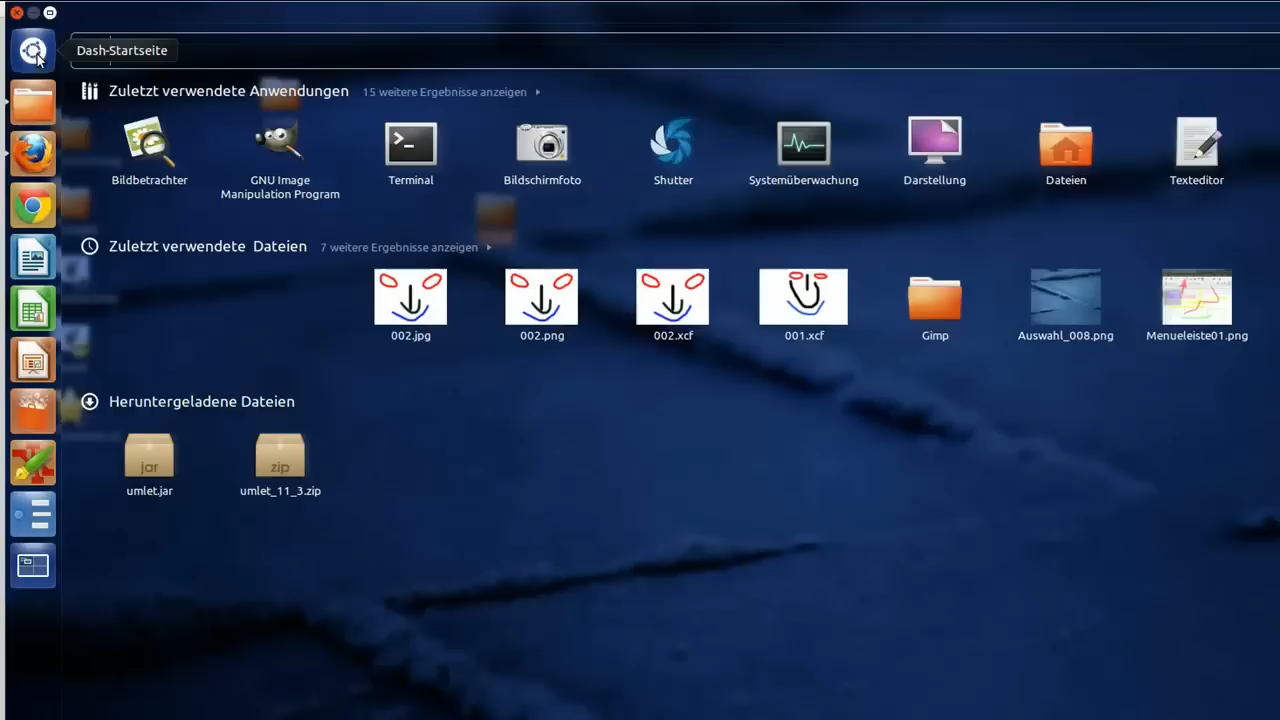 Dash-Startseite
Zuletzt verwendete Anwendungen 15 weitere Ergebnisse anzeigen
Bildbetrachter
GNU Image
Manipulation Program
Terminal
Bildschirmfoto
Shutter
Systemüberwachung
Darstellung
Dateien
Texteditor
Zuletzt verwendete Dateien 7 weitere Ergebnisse anzeigen
002.jpg
002.png
002.xcf
001.xcf
Gimp
Auswahl_008.png
Menueleiste01.png
Heruntergeladene Dateien
jar
zip
umlet.jar
umlet_11_3.zip